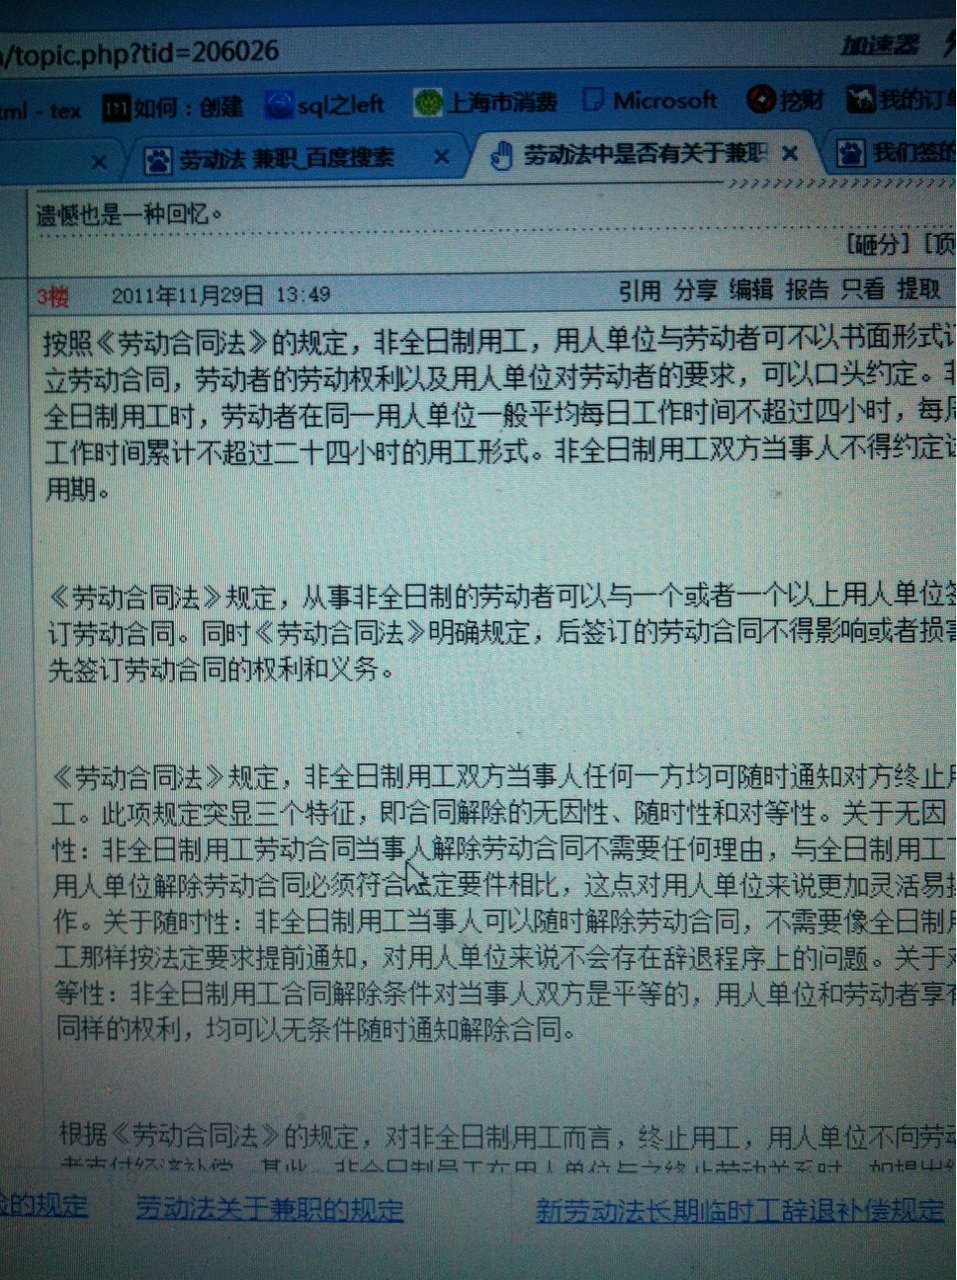 /topic.php?tid=206026
加速器
tml - tex
如何：创建
sql之left
上海市消费
Microsoft
挖财
我的订单
劳动法 兼职_百度搜索
劳动法中是否有关于兼职
我们签的
遗憾也是一种回忆。
[砸分] [顶
3楼 2011年11月29日 13:49 引用 分享 编辑 报告 只看 提取
按照《劳动合同法》的规定，非全日制用工，用人单位与劳动者可不以书面形式订
立劳动合同，劳动者的劳动权利以及用人单位对劳动者的要求，可以口头约定。非
全日制用工时，劳动者在同一用人单位一般平均每日工作时间不超过四小时，每周
工作时间累计不超过二十四小时的用工形式。非全日制用工双方当事人不得约定试
用期。
《劳动合同法》规定，从事非全日制的劳动者可以与一个或者一个以上用人单位签
订劳动合同。同时《劳动合同法》明确规定，后签订的劳动合同不得影响或者损害
先签订劳动合同的权利和义务。
《劳动合同法》规定，非全日制用工双方当事人任何一方均可随时通知对方终止用
工。此项规定突显三个特征，即合同解除的无因性、随时性和对等性。关于无因
性：非全日制用工劳动合同当事人解除劳动合同不需要任何理由，与全日制用工
用人单位解除劳动合同必须符合法定要件相比，这点对用人单位来说更加灵活易操
作。关于随时性：非全日制用工当事人可以随时解除劳动合同，不需要像全日制用
工那样按法定要求提前通知，对用人单位来说不会存在辞退程序上的问题。关于对
等性：非全日制用工合同解除条件对当事人双方是平等的，用人单位和劳动者享有
同样的权利，均可以无条件随时通知解除合同。
根据《劳动合同法》的规定，对非全日制用工而言，终止用工，用人单位不向劳动
者支付经济补偿。其此，非全日制员工在用人单位与之终止劳动关系时，如提出
的规定
劳动法关于兼职的规定
新劳动法长期临时工辞退补偿规定